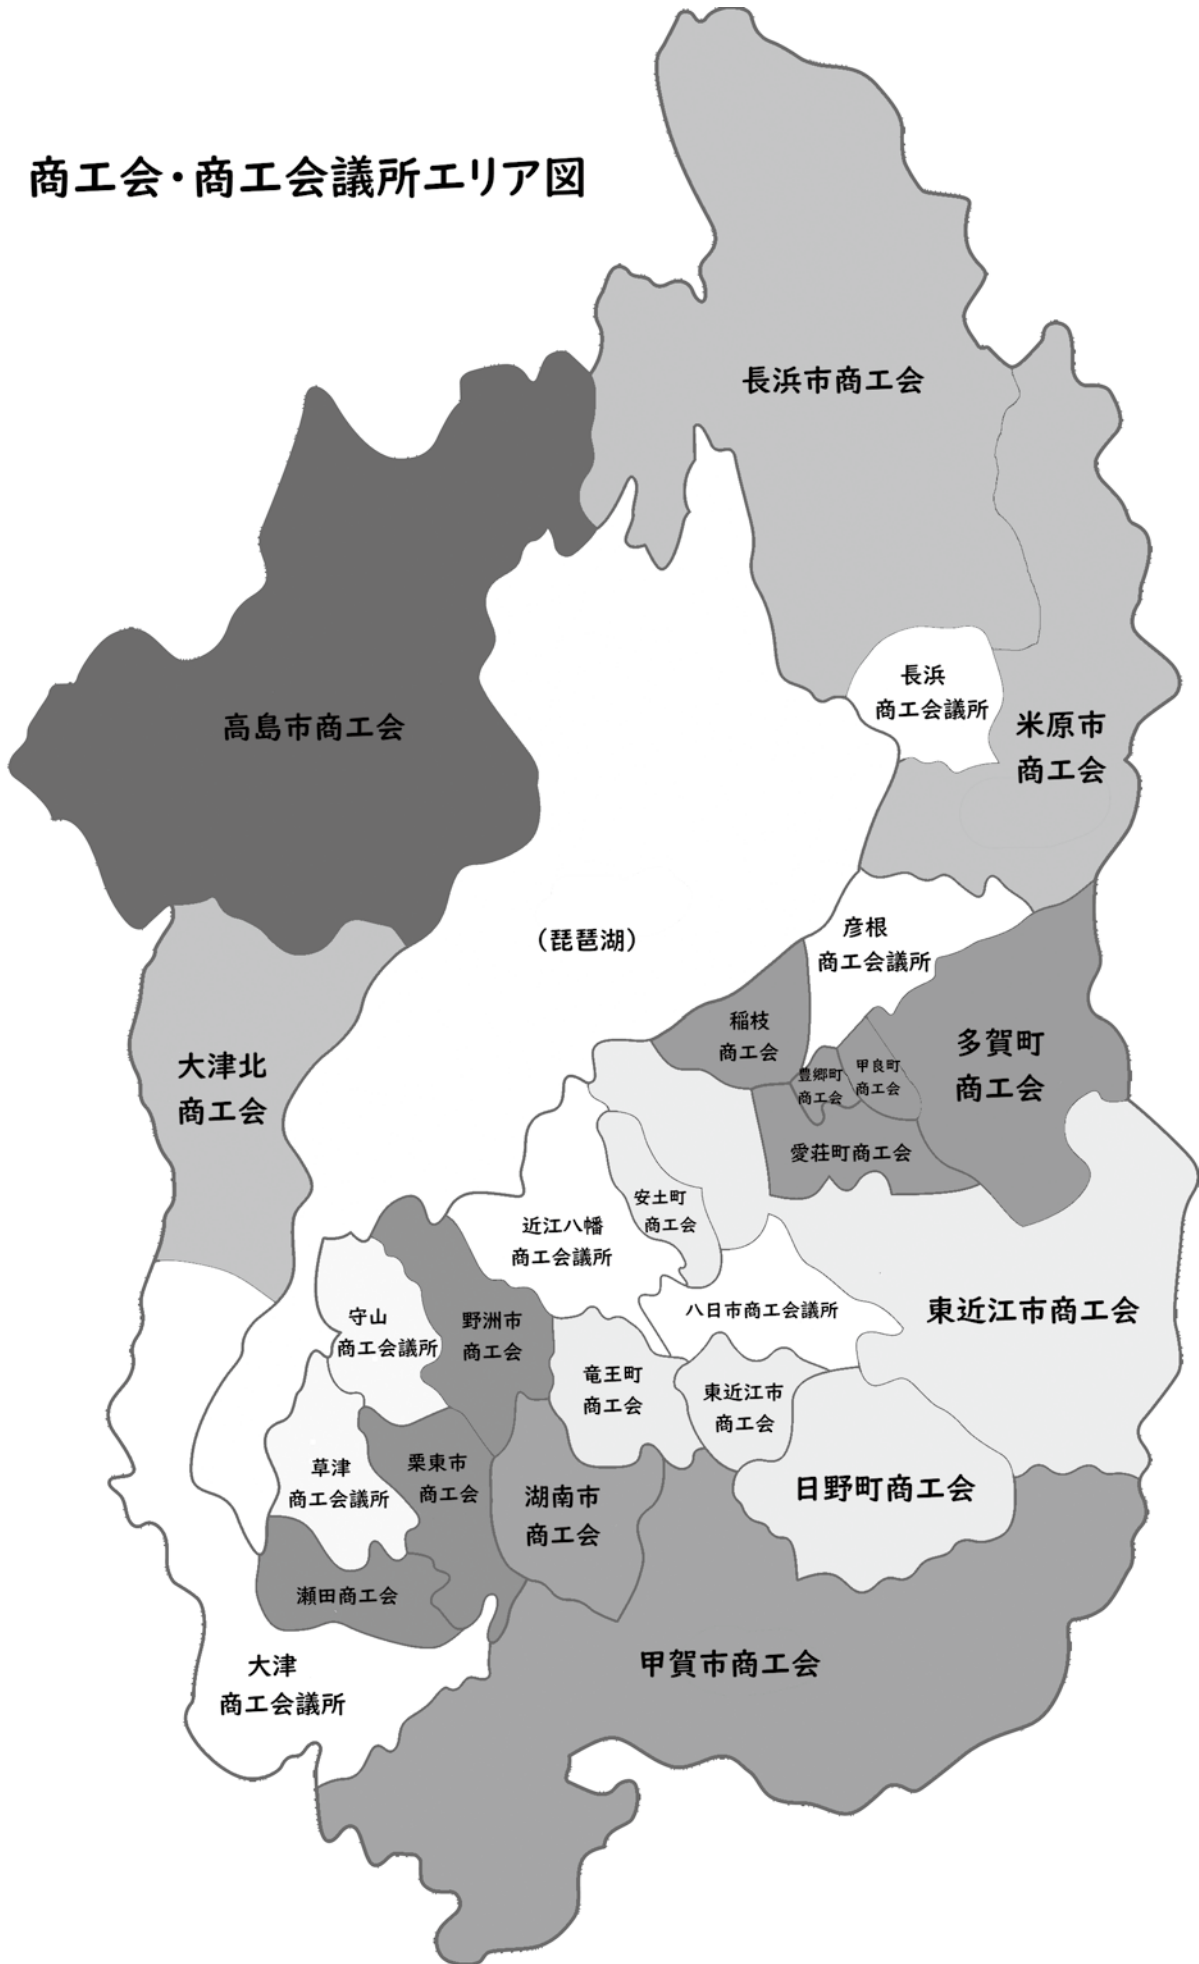 商工会・商工会議所エリア図
長浜市商工会
長浜
商工会議所
米原市
商工会
高島市商工会
彦根
商工会議所
(琵琶湖)
稲枝
商工会
豊郷町
商工会
甲良町
商工会
多賀町
商工会
大津北
商工会
愛荘町商工会
安土町
商工会
近江八幡
商工会議所
八日市商工会議所
東近江市商工会
守山
商工会議所
野洲市
商工会
竜王町
商工会
東近江市
商工会
草津
商工会議所
栗東市
商工会
湖南市
商工会
日野町商工会
瀬田商工会
大津
商工会議所
甲賀市商工会